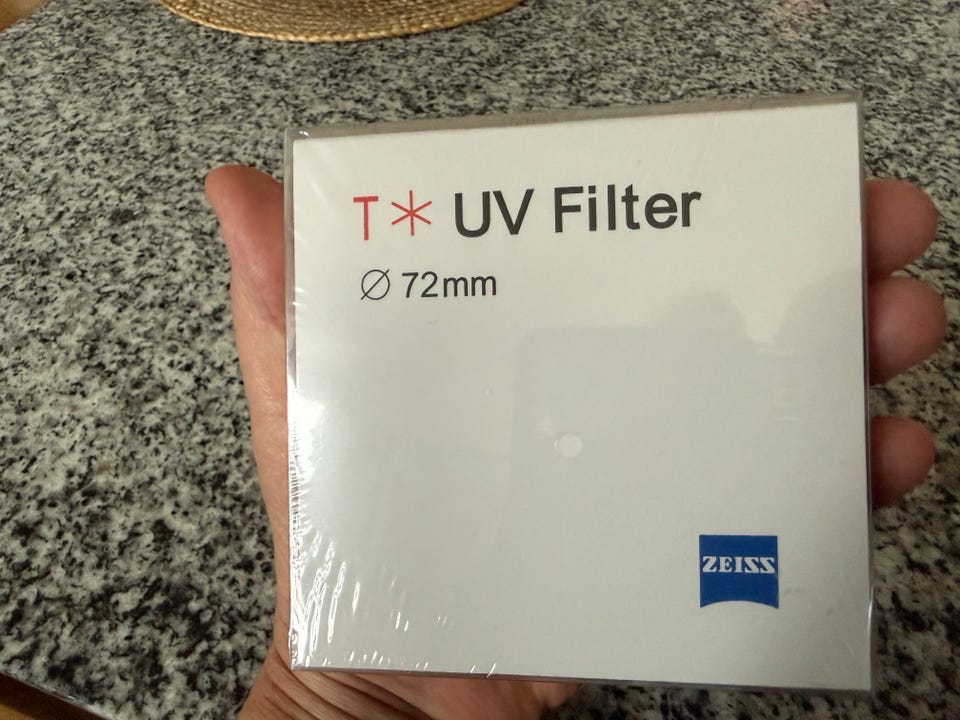 T* UV Filter
Ø 72mm
ZEISS